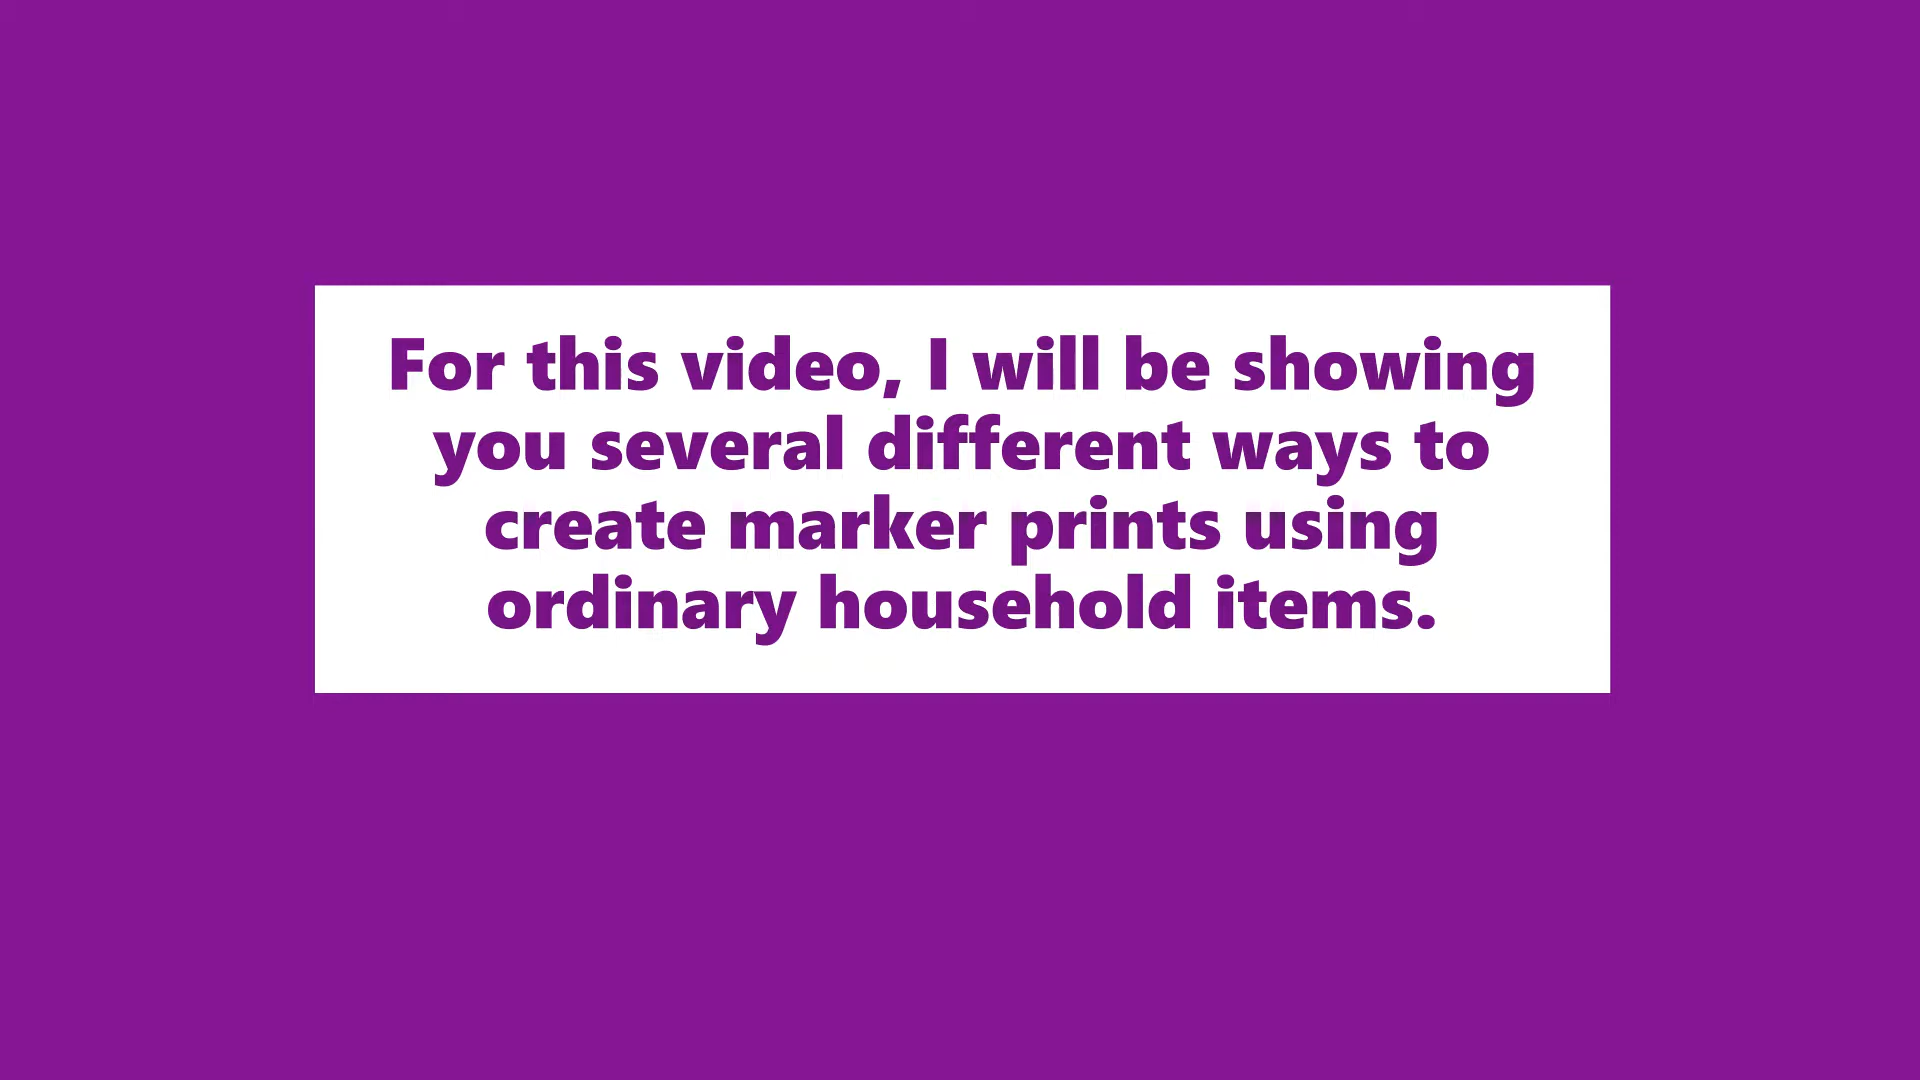 For this video, I will be showing
you several different ways to
create marker prints using
ordinary household items.